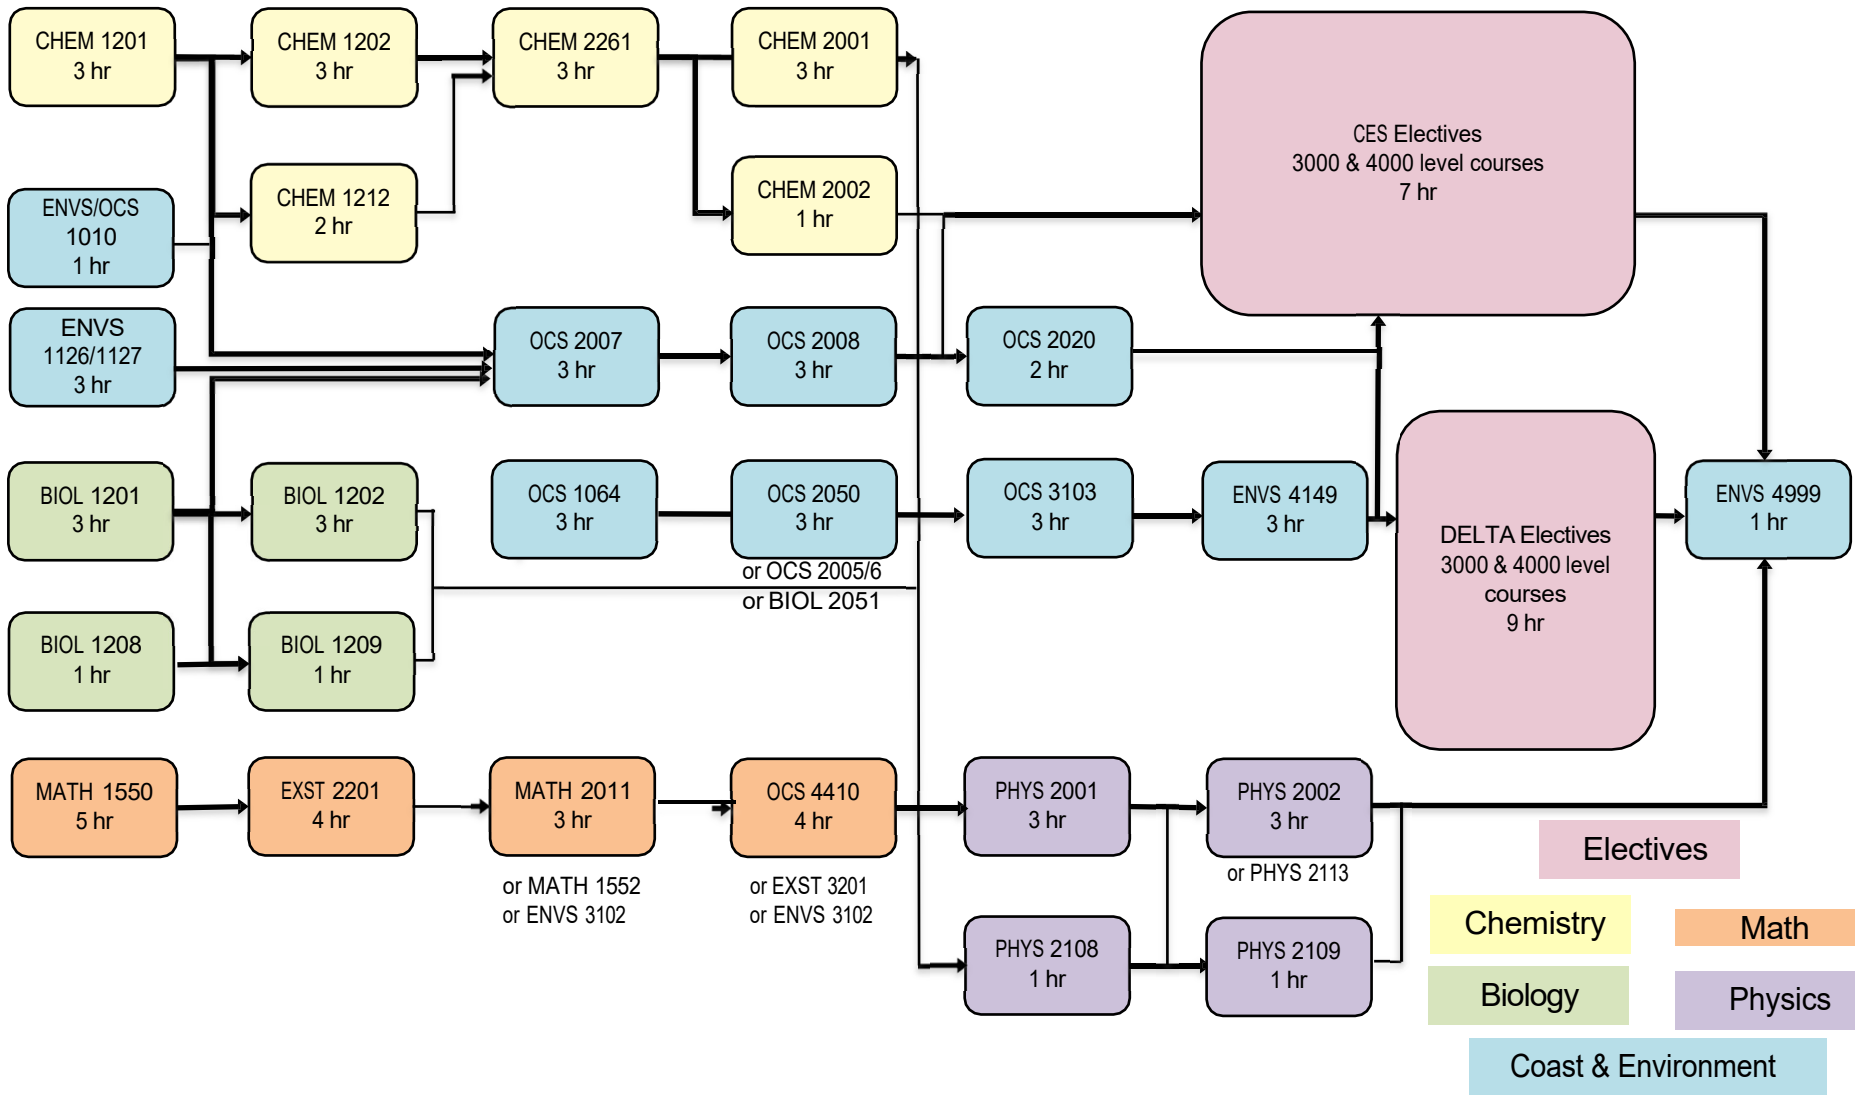 CHEM 1201
3 hr
CHEM 1202
3 hr
CHEM 2261
3 hr
CHEM 2001
3 hr
CES Electives
3000 & 4000 level courses
7 hr
CHEM 1212
2 hr
CHEM 2002
1 hr
ENVS/OCS
1010
1 hr
ENVS
1126/1127
3 hr
OCS 2007
3 hr
OCS 2008
3 hr
OCS 2020
2 hr
BIOL 1201
3 hr
BIOL 1202
3 hr
OCS 1064
3 hr
OCS 2050
3 hr
or OCS 2005/6
or BIOL 2051
OCS 3103
3 hr
ENVS 4149
3 hr
DELTA Electives
3000 & 4000 level
courses
9 hr
ENVS 4999
1 hr
BIOL 1208
1 hr
BIOL 1209
1 hr
MATH 1550
5 hr
EXST 2201
4 hr
MATH 2011
3 hr
or MATH 1552
or ENVS 3102
OCS 4410
4 hr
or EXST 3201
or ENVS 3102
PHYS 2001
3 hr
PHYS 2002
3 hr
or PHYS 2113
PHYS 2108
1 hr
PHYS 2109
1 hr
Electives
Chemistry
Math
Biology
Physics
Coast & Environment